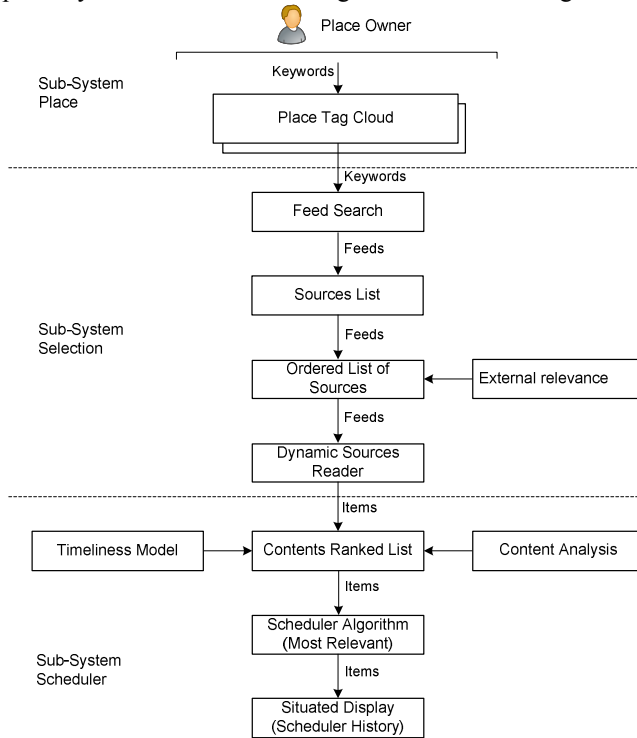 Place Owner
Keywords
Sub-System
Place
Place Tag Cloud
Keywords
Feed Search
Feeds
Sources List
Feeds
Sub-System
Selection
Ordered List of
Sources
External relevance
Feeds
Dynamic Sources
Reader
Items
Timeliness Model
Contents Ranked List
Content Analysis
Items
Scheduler Algorithm
(Most Relevant)
Sub-System
Scheduler
Items
Situated Display
(Scheduler History)